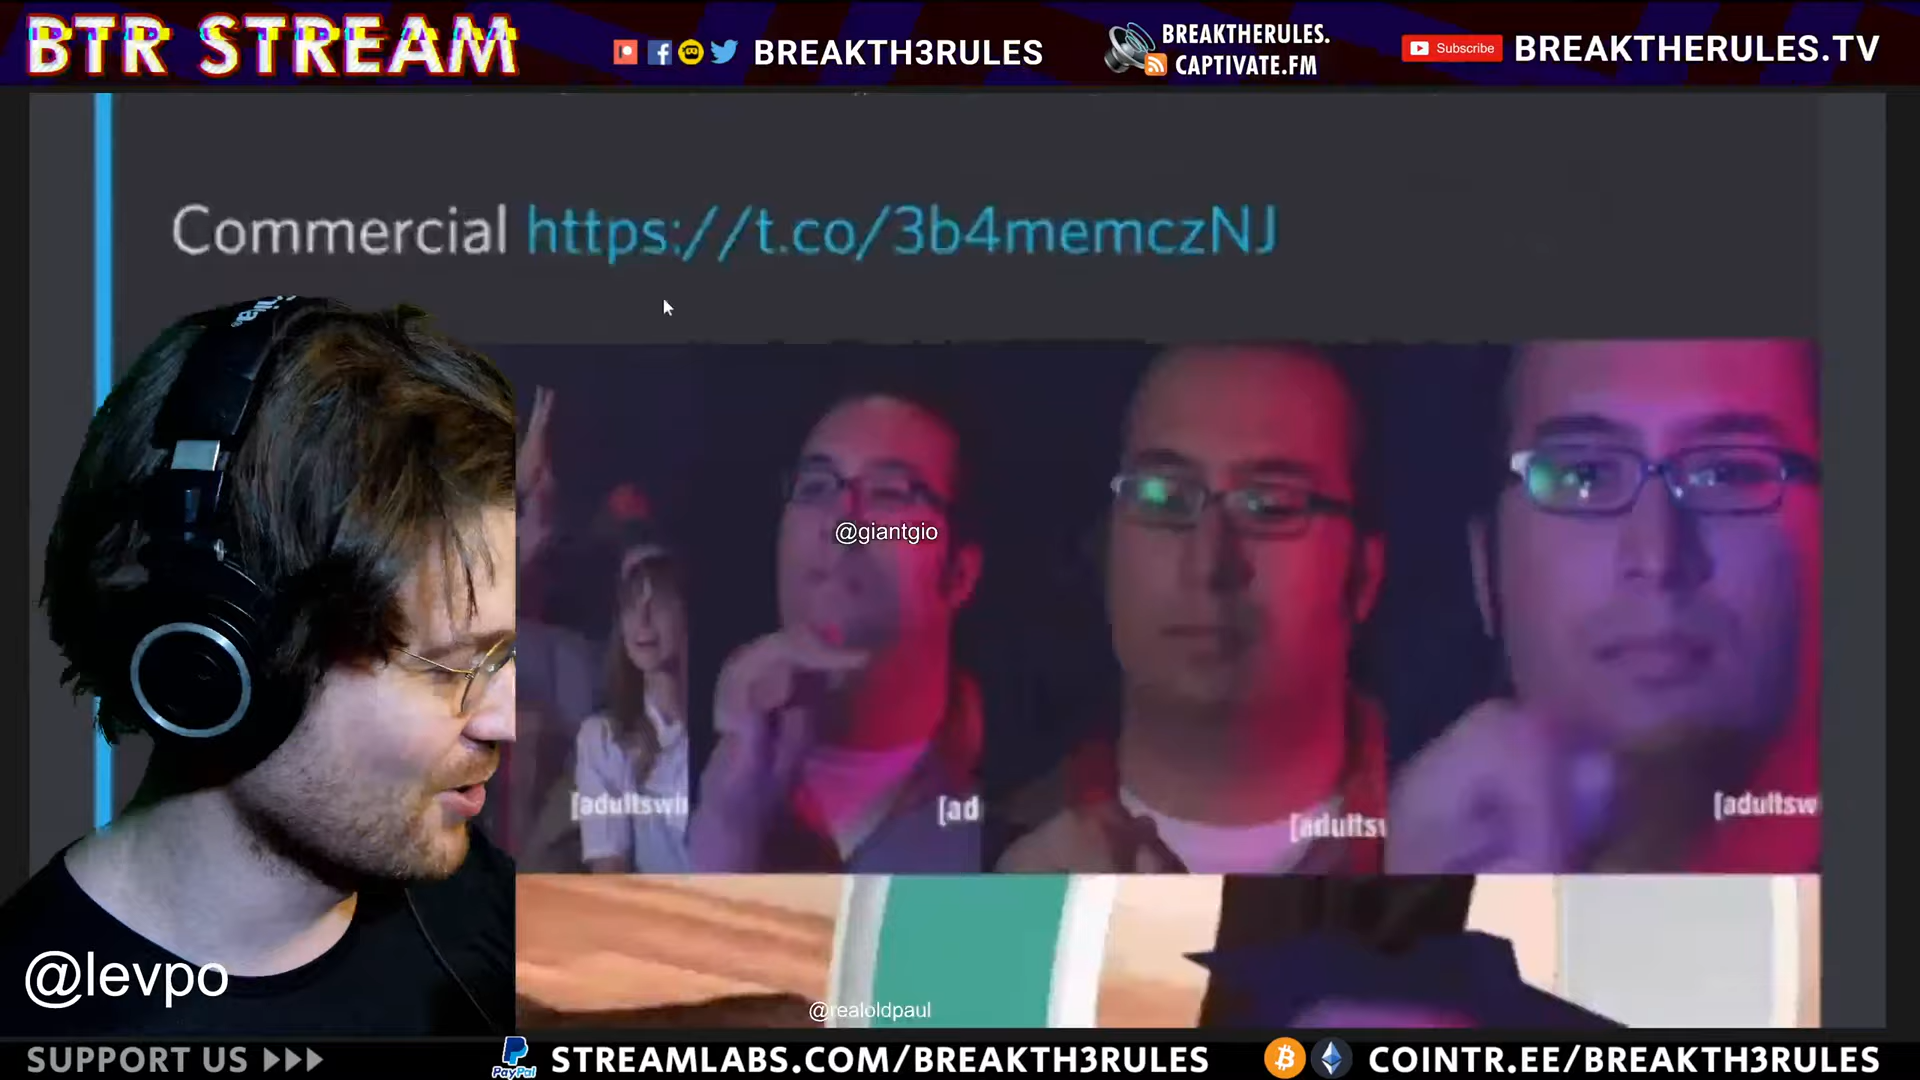 BTR STREAM
BREAKTH3RULES
BREAKTHERULES.
CAPTIVATE.FM
Subscribe
BREAKTHERULES.TV
Commercial https://t.co/3b4memczNJ
@giantgio
[adultswi
[ad
[adults
[adultsw
@levpo
@realoldpaul
SUPPORT US
PayPal
STREAMLABS.COM/BREAKTH3RULES
COINTR.EE/BREAKTH3RULES